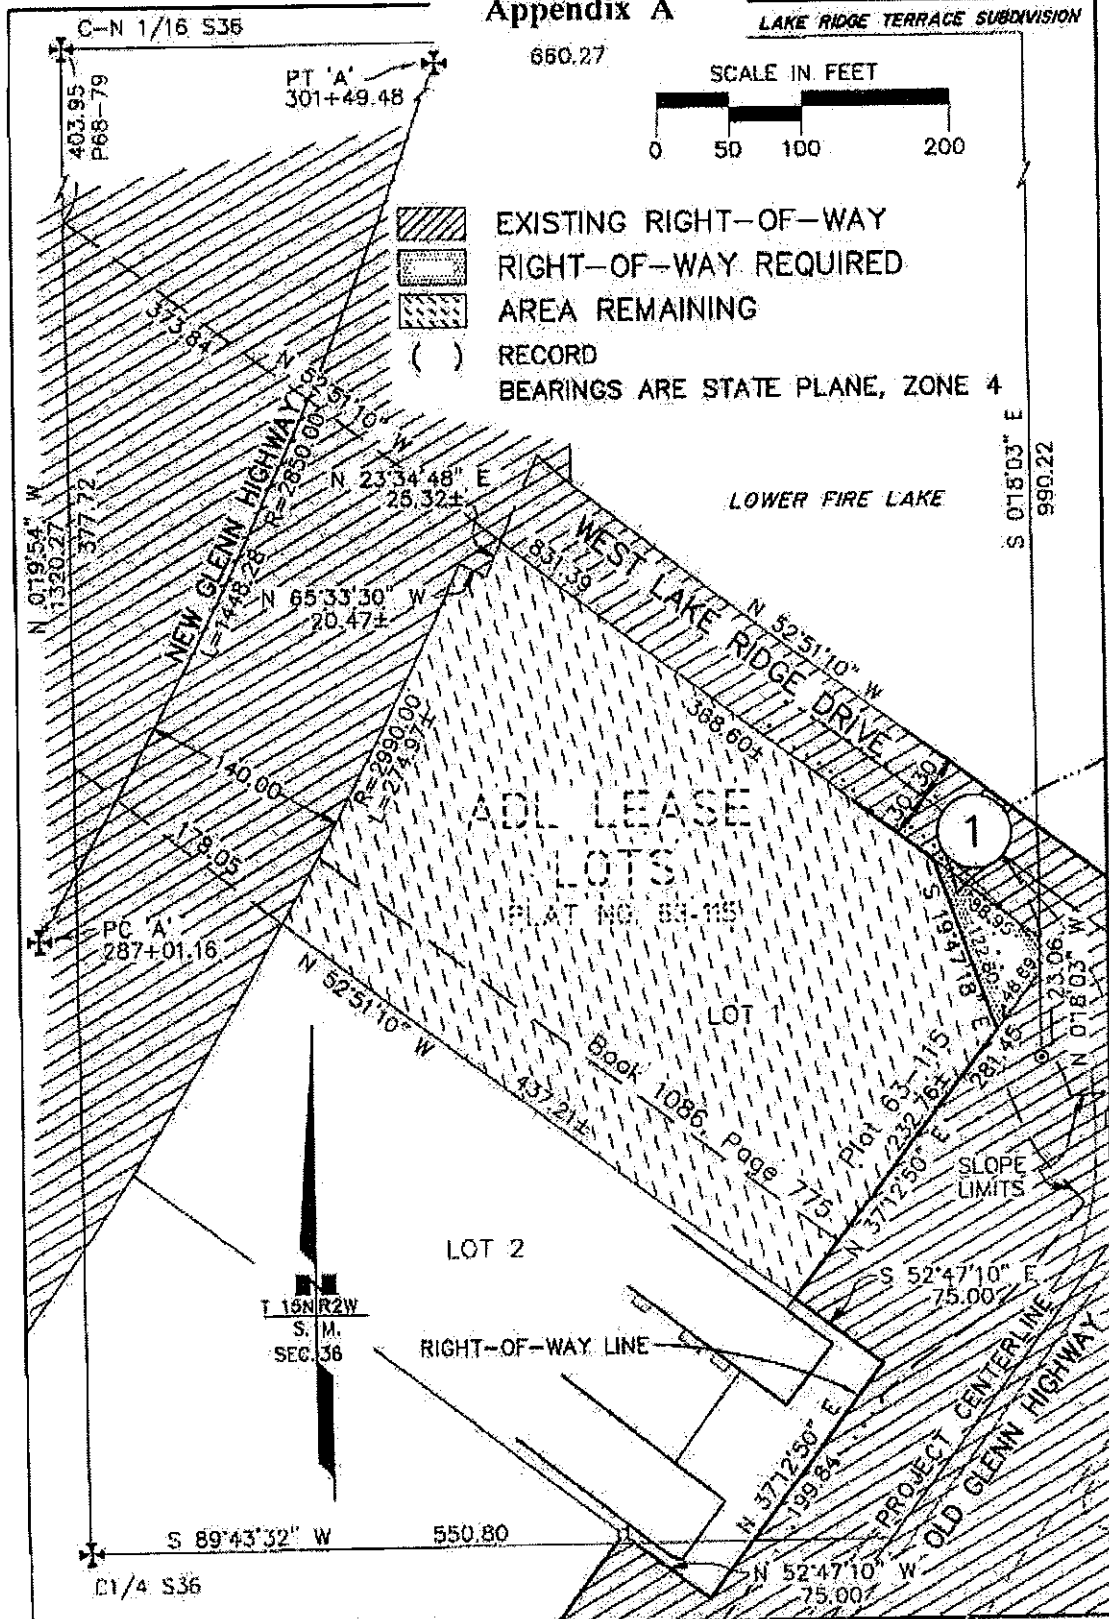 Appendix A
LAKE RIDGE TERRACE SUBDIVISION
C-N 1/16 S36
660.27
PT 'A'
301+49.48
SCALE IN FEET
0 50 100 200
403.95
P68-79
EXISTING RIGHT-OF-WAY
RIGHT-OF-WAY REQUIRED
AREA REMAINING
( ) RECORD
BEARINGS ARE STATE PLANE, ZONE 4
373.84
N 52°51'10" W
N 23°34'48" E
25.32±
LOWER FIRE LAKE
S 0°18'03" E
990.22
N 0°19'54" W
1320.27
377.72
NEW GLENN HIGHWAY
R=2850.00
L=1448.28
WEST LAKE RIDGE DRIVE
831.39
N 52°51'10" W
N 65°33'30" W
20.47±
368.60±
30
30
R=2990.00
L=274.97±
140.00
179.05
ADL LEASE
LOTS
PLAT NO. 63-115
1
PC 'A'
287+01.16
S 19°47'18" E
98.95
122.80
48.69
23.06
N 0°18'03" W
N 52°51'10" W
437.21±
LOT 1
Book 1086, Page 775
Plat 63-115
232.76±
N 37°12'50" E
281.45
SLOPE
LIMITS
LOT 2
S 52°47'10" E
75.00
T 15N R2W
S. M.
SEC. 36
RIGHT-OF-WAY LINE
N 37°12'50" E
199.84
PROJECT CENTERLINE
OLD GLENN HIGHWAY
S 89°43'32" W 550.80
N 52°47'10" W
75.00
C1/4 S36